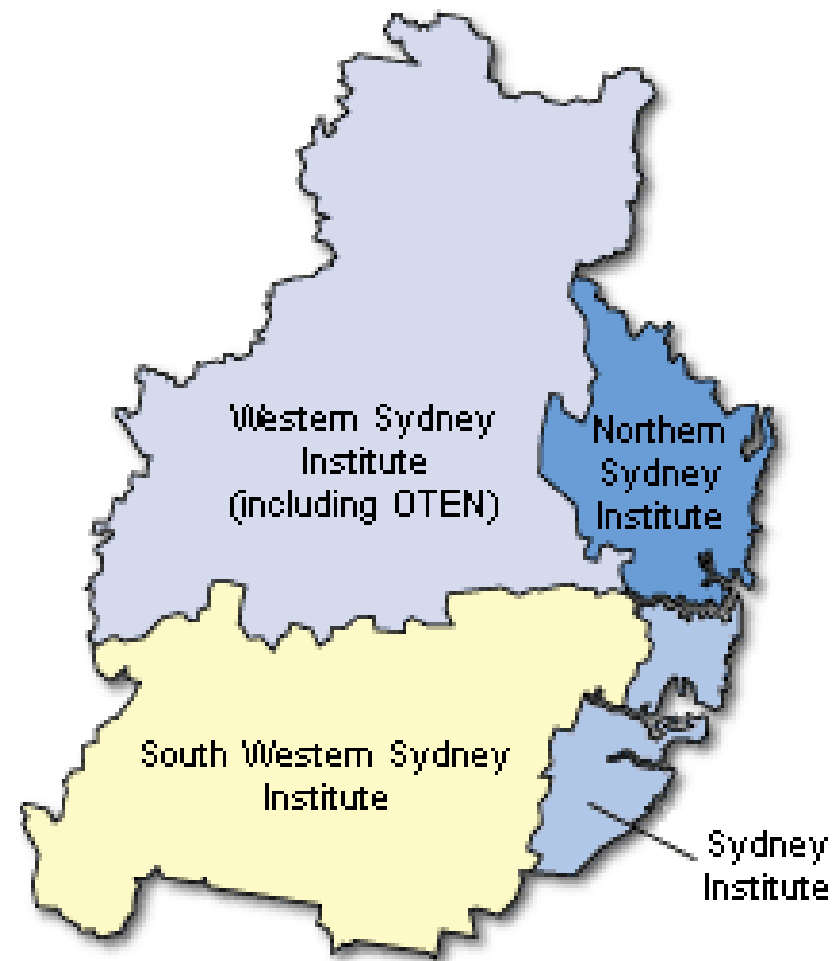 Western Sydney
Institute
(including OTEN)
Northern
Sydney
Institute
South Western Sydney
Institute
Sydney
Institute